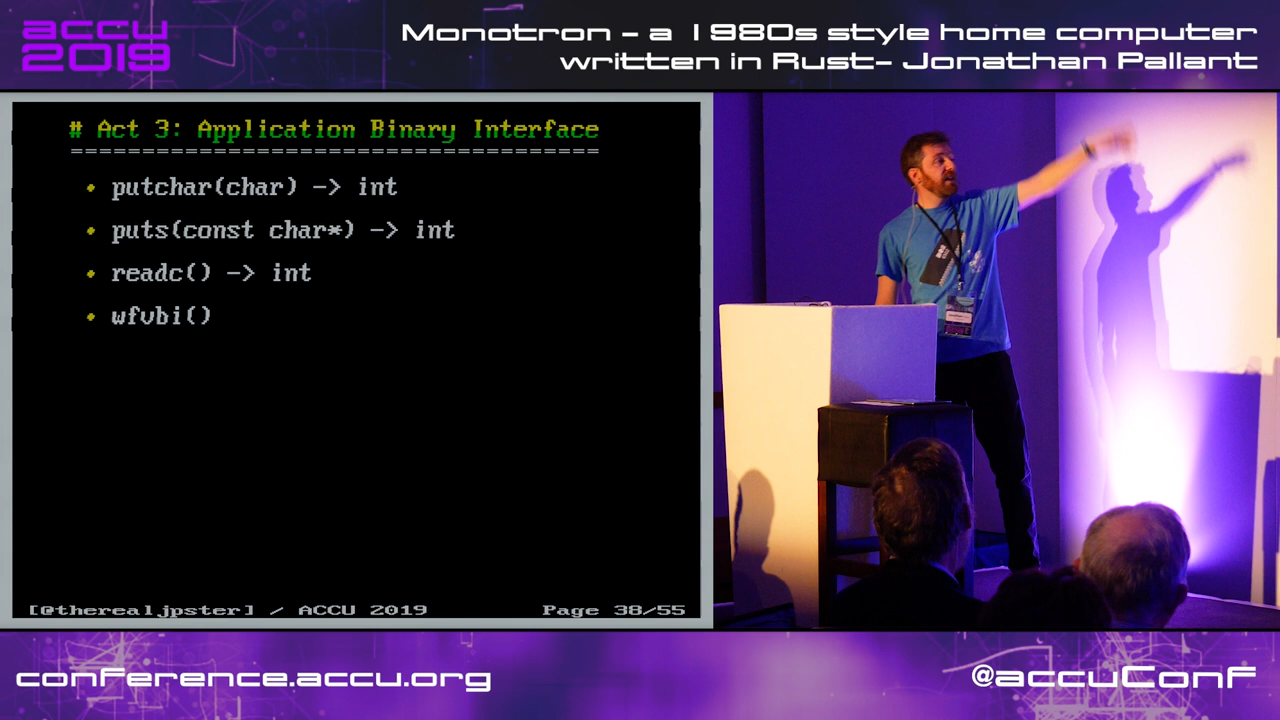 accu
2019
Monotron - a 1980s style home computer
written in Rust- Jonathan Pallant
# Act 3: Application Binary Interface
=====================================
• putchar(char) -> int
• puts(const char*) -> int
• readc() -> int
• wfvbi()
[@therealjpster] / ACCU 2019
Page 38/55
conference.accu.org
@accuConf